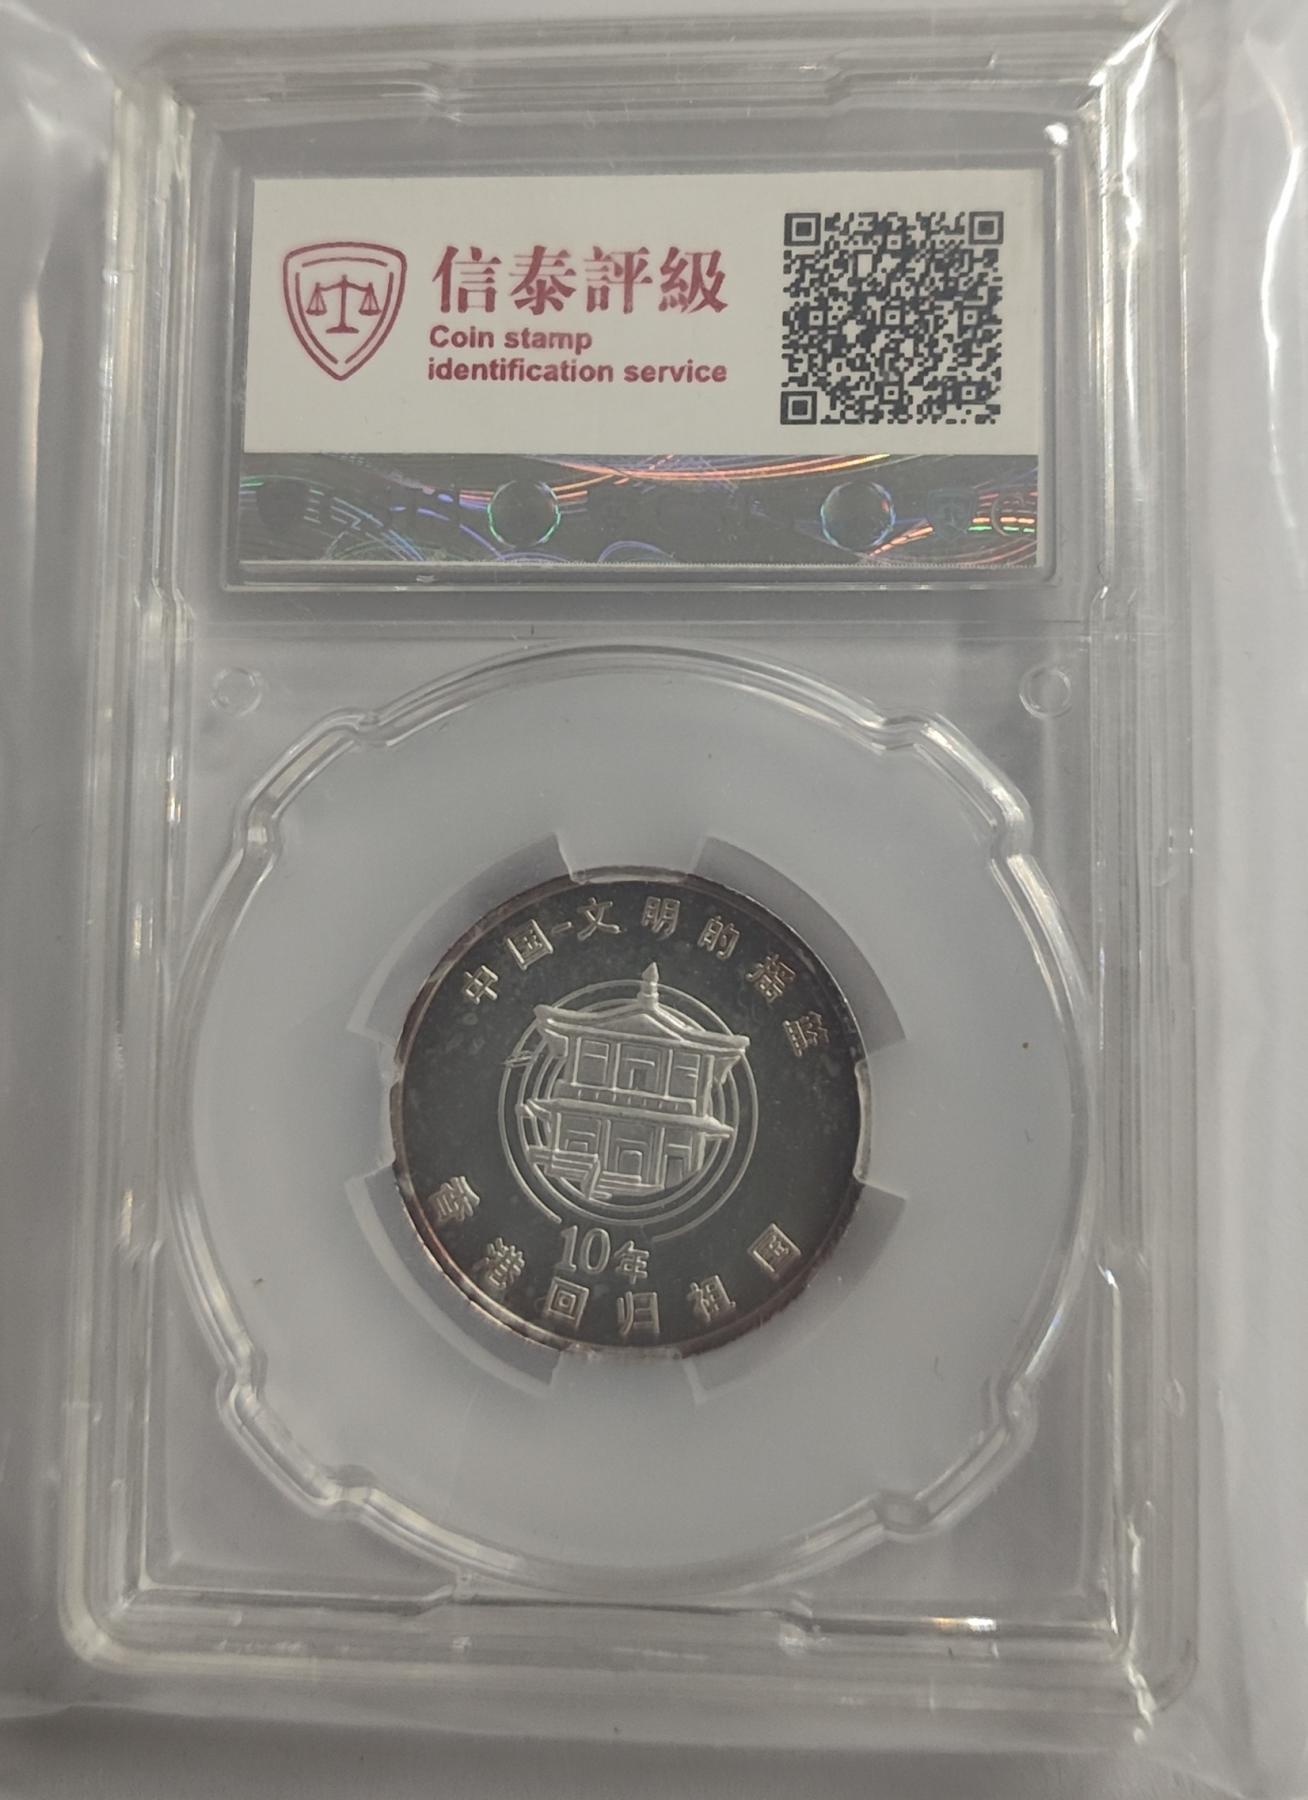 信泰評級
Coin stamp
identification service
中国-文明的摇篮
10年
香港回归祖国